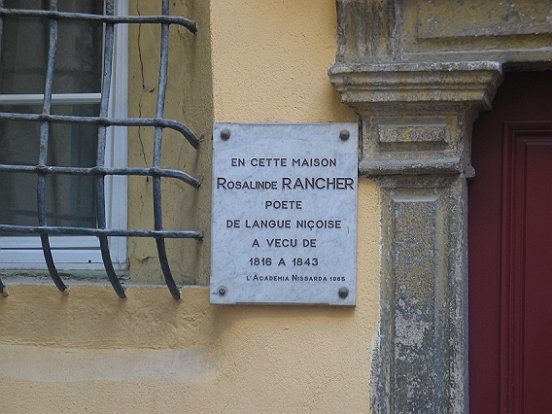 EN CETTE MAISON
ROSALINDE RANCHER
POETE
DE LANGUE NIÇOISE
A VECU DE
1816 A 1843
L'ACADEMIA NISSARDA 1985